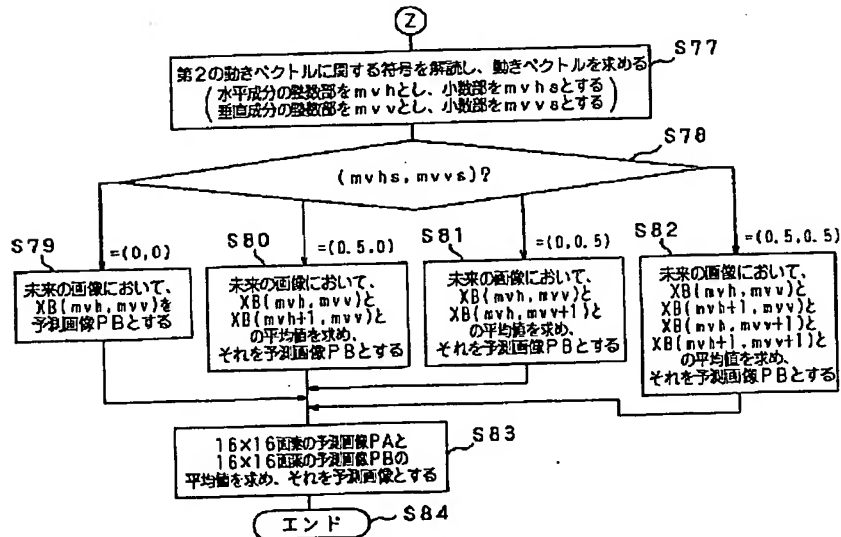 Z
S77
第2の動きベクトルに関する符号を解読し、動きベクトルを求める
(水平成分の整数部をmvhとし、小数部をmvhsとする
垂直成分の整数部をmvvとし、小数部をmvvsとする)
S78
(mvhs,mvvs)?
S79
=(0,0)
未来の画像において、
XB(mvh,mvv)を
予測画像PBとする
S80
=(0.5,0)
未来の画像において、
XB(mvh,mvv)と
XB(mvh+1,mvv)と
の平均値を求め、
それを予測画像PBとする
S81
=(0,0.5)
未来の画像において、
XB(mvh,mvv)と
XB(mvh,mvv+1)と
の平均値を求め、
それを予測画像PBとする
S82
=(0.5,0.5)
未来の画像において、
XB(mvh,mvv)と
XB(mvh+1,mvv)と
XB(mvh,mvv+1)と
XB(mvh+1,mvv+1)と
の平均値を求め、
それを予測画像PBとする
S83
16×16画素の予測画像PAと
16×16画素の予測画像PBの
平均値を求め、それを予測画像とする
エンド
S84